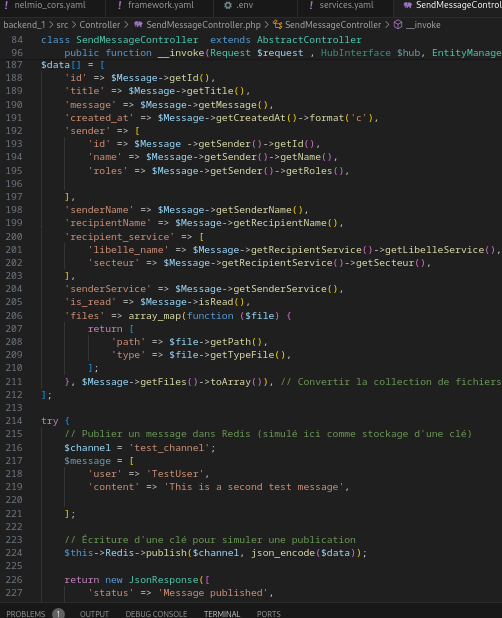 ! nelmio_cors.yaml ! framework.yaml .env ! services.yaml SendMessageControl
backend_1 > src > Controller > SendMessageController.php > SendMessageController > __invoke
84 class SendMessageController extends AbstractController
96 public function __invoke(Request $request , HubInterface $hub, EntityManage
187 $data[] = [
188 'id' => $Message->getId(),
189 'title' => $Message->getTitle(),
190 'message' => $Message->getMessage(),
191 'created_at' => $Message->getCreatedAt()->format('c'),
192 'sender' => [
193 'id' => $Message ->getSender()->getId(),
194 'name' => $Message->getSender()->getName(),
195 'roles' => $Message->getSender()->getRoles(),
196
197 ],
198 'senderName' => $Message->getSenderName(),
199 'recipientName' => $Message->getRecipientName(),
200 'recipient_service' => [
201 'libelle_name' => $Message->getRecipientService()->getLibelleService(),
202 'secteur' => $Message->getRecipientService()->getSecteur(),
203 ],
204 'senderService' => $Message->getSenderService(),
205 'is_read' => $Message->isRead(),
206 'files' => array_map(function ($file) {
207 return [
208 'path' => $file->getPath(),
209 'type' => $file->getTypeFile(),
210 ];
211 }, $Message->getFiles()->toArray()), // Convertir la collection de fichiers
212 ];
213
214 try {
215 // Publier un message dans Redis (simulé ici comme stockage d'une clé)
216 $channel = 'test_channel';
217 $message = [
218 'user' => 'TestUser',
219 'content' => 'This is a second test message',
220
221 ];
222
223 // Écriture d'une clé pour simuler une publication
224 $this->Redis->publish($channel, json_encode($data));
225
226 return new JsonResponse([
227 'status' => 'Message published',
PROBLEMS 1 OUTPUT DEBUG CONSOLE TERMINAL PORTS